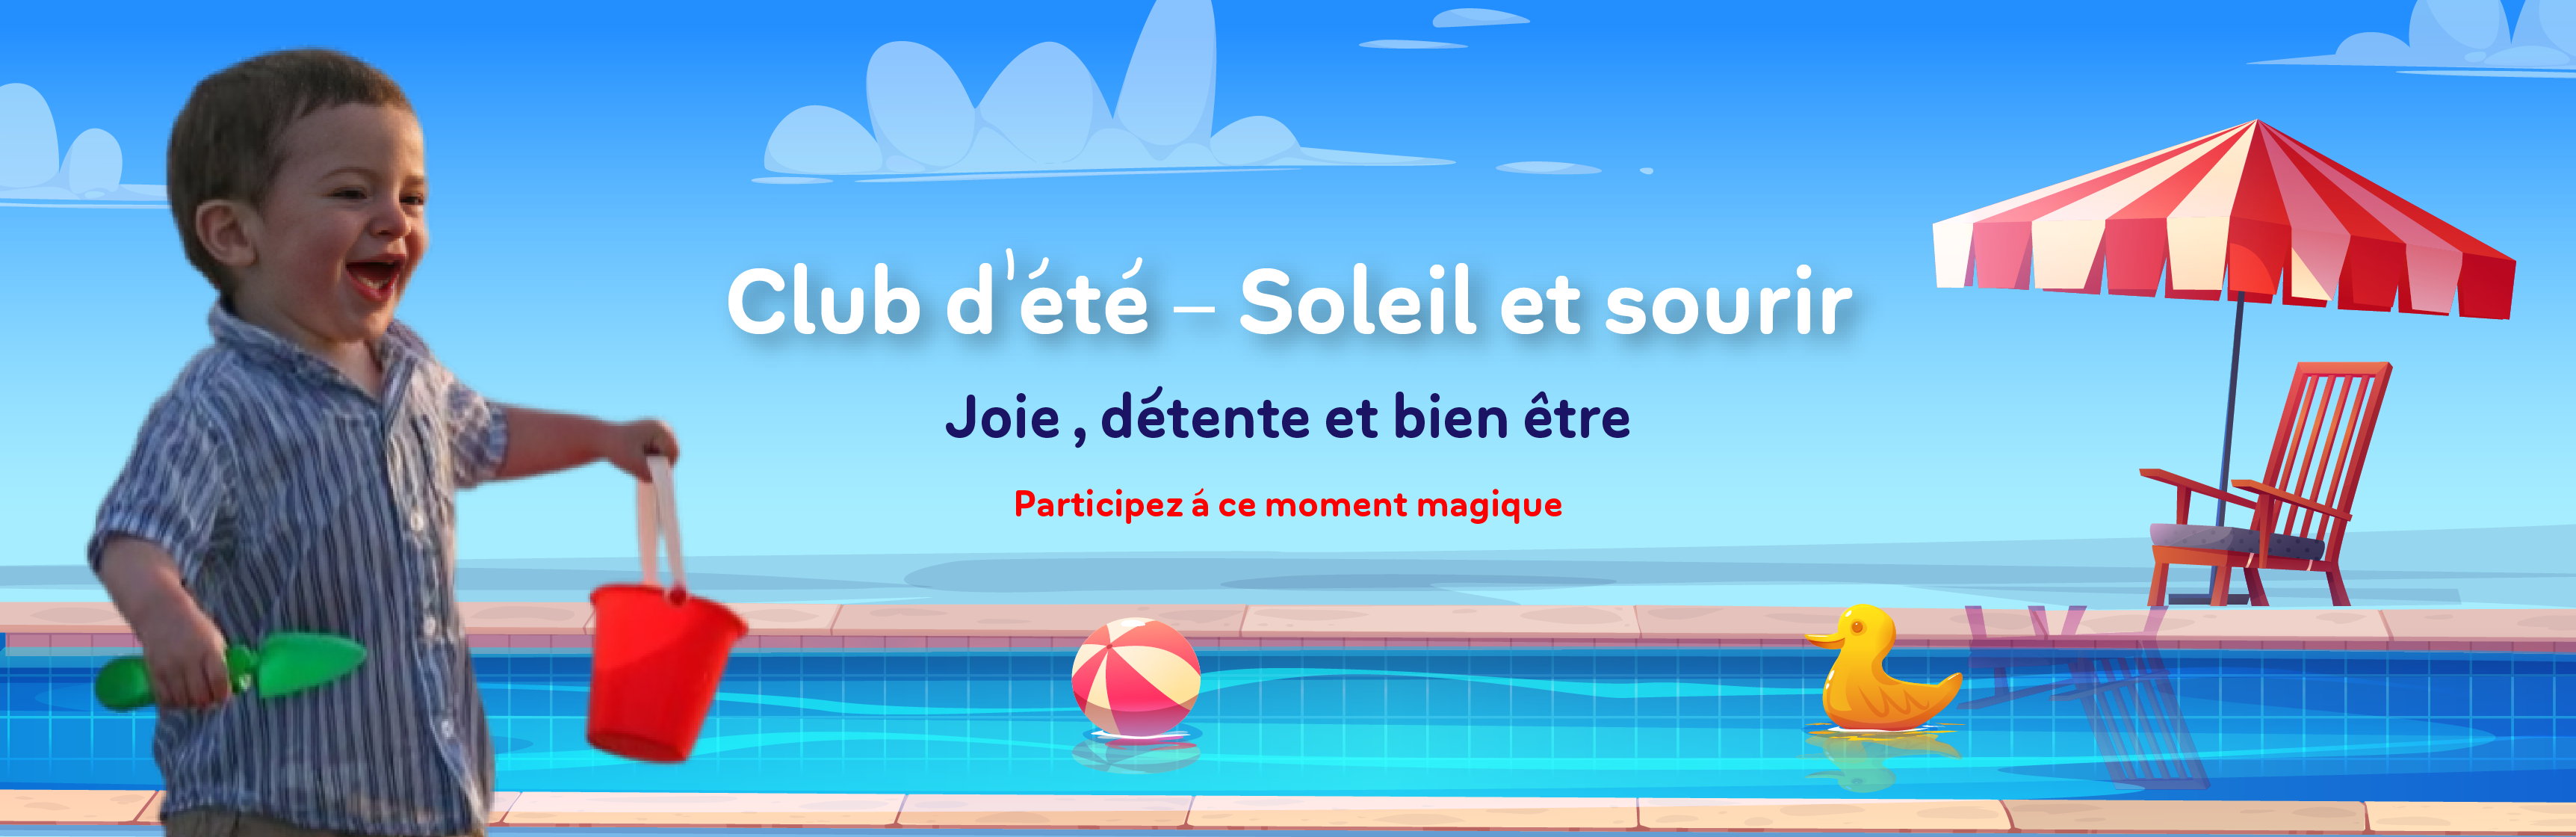 Club d'été – Soleil et sourir
Joie , détente et bien être
Participez á ce moment magique